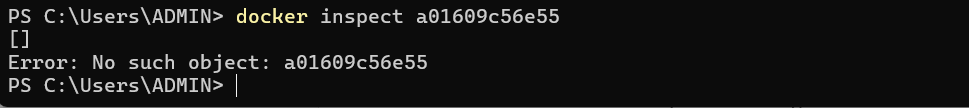 PS C:\Users\ADMIN> docker inspect a01609c56e55
[]
Error: No such object: a01609c56e55
PS C:\Users\ADMIN>